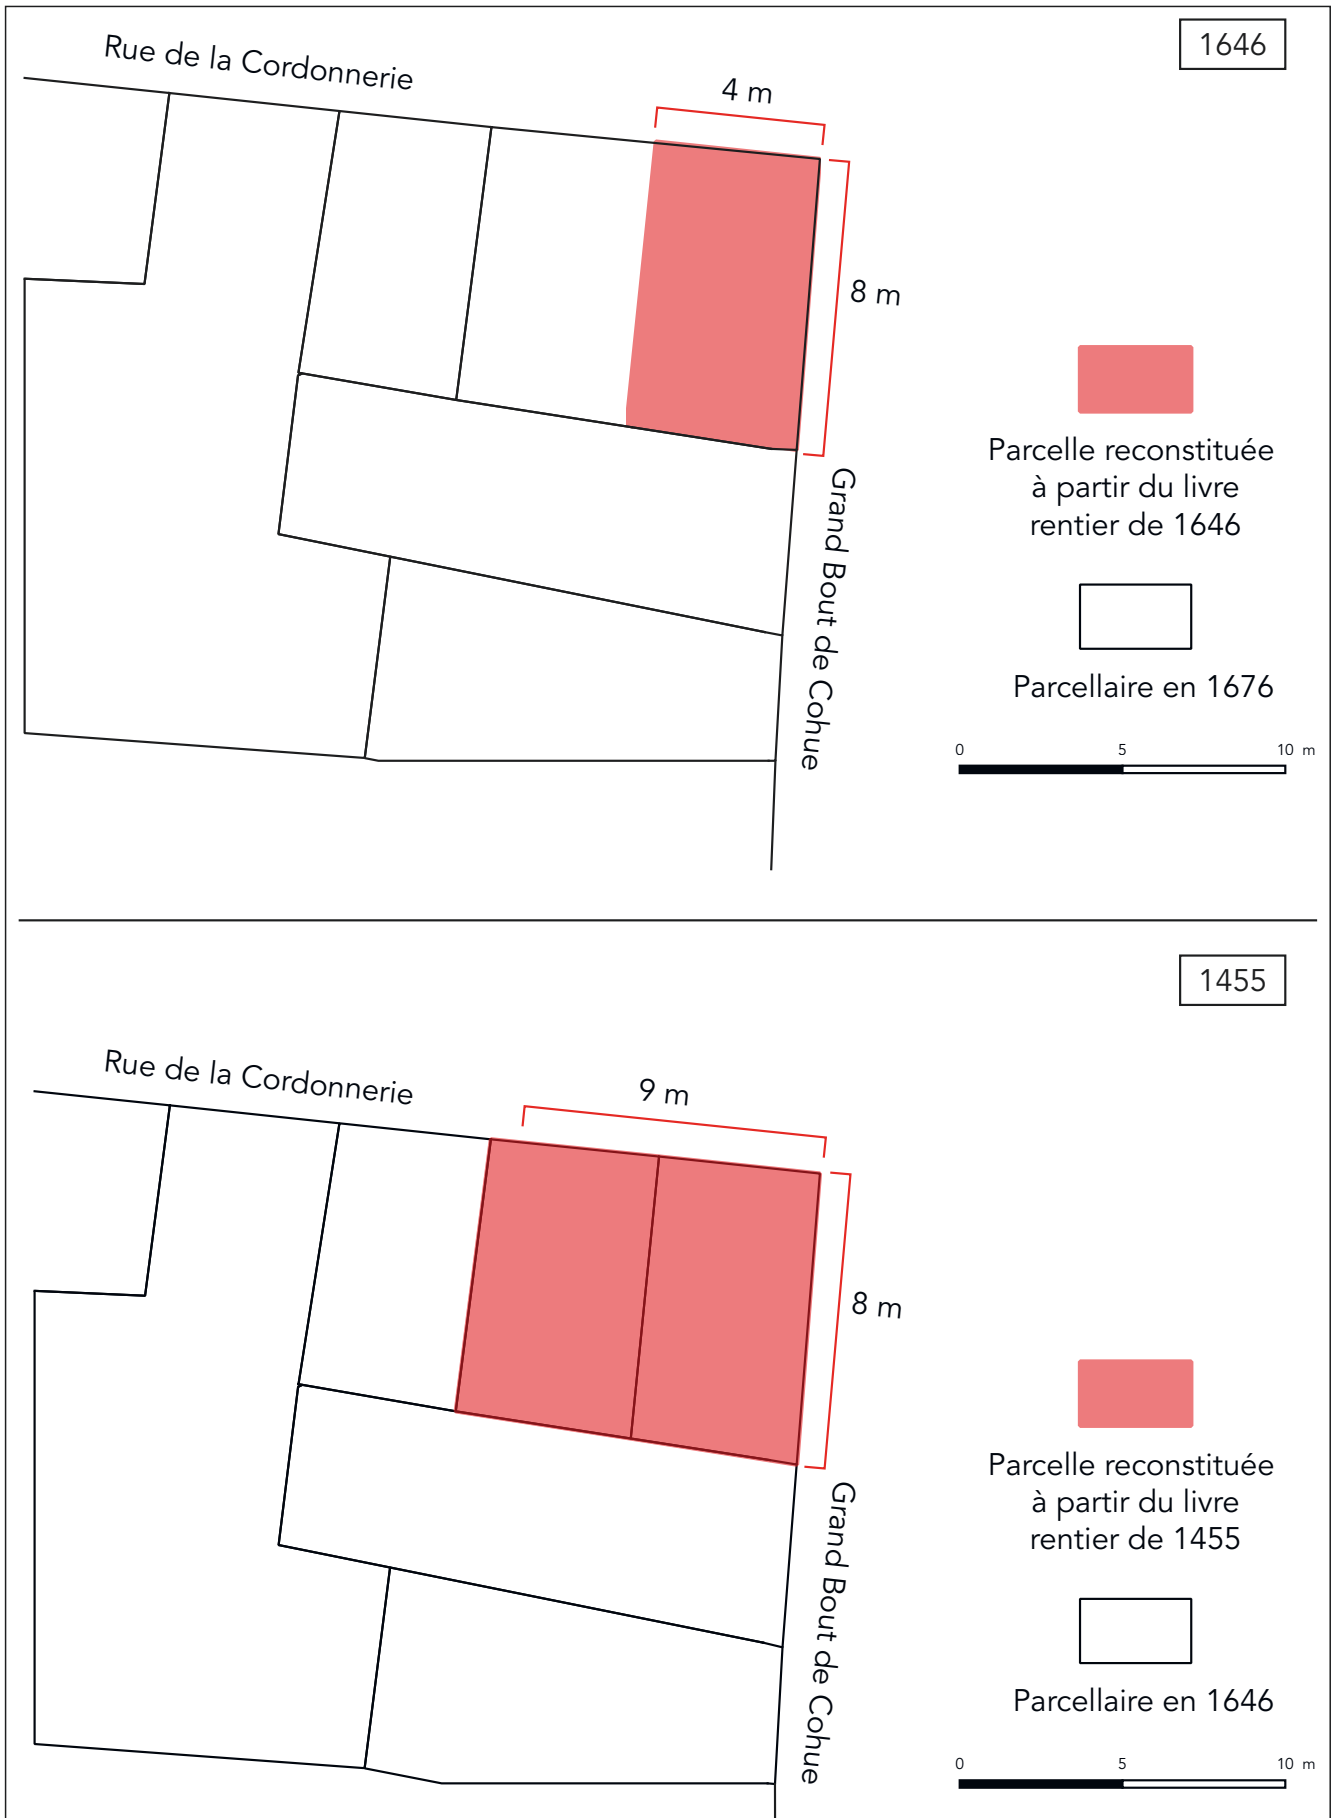 1646
Rue de la Cordonnerie
4 m
8 m
Grand Bout de Cohue
Parcelle reconstituée
à partir du livre
rentier de 1646
Parcellaire en 1676
0 5 10 m
1455
Rue de la Cordonnerie
9 m
8 m
Grand Bout de Cohue
Parcelle reconstituée
à partir du livre
rentier de 1455
Parcellaire en 1646
0 5 10 m